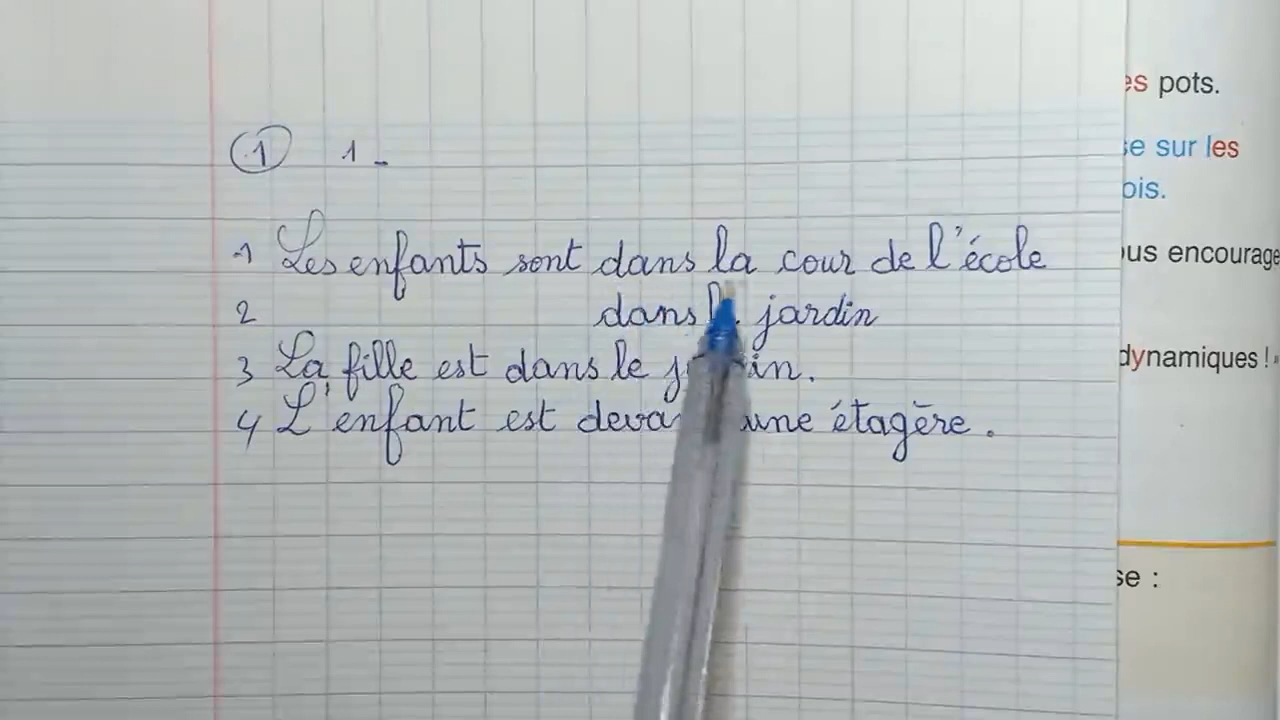 ① 1 -
1 Les enfants sont dans la cour de l'école
2 dans jardin
3 La fille est dans le
4 L'enfant est une étagère.
pots.
sur les
encourage
dynamiques !
: